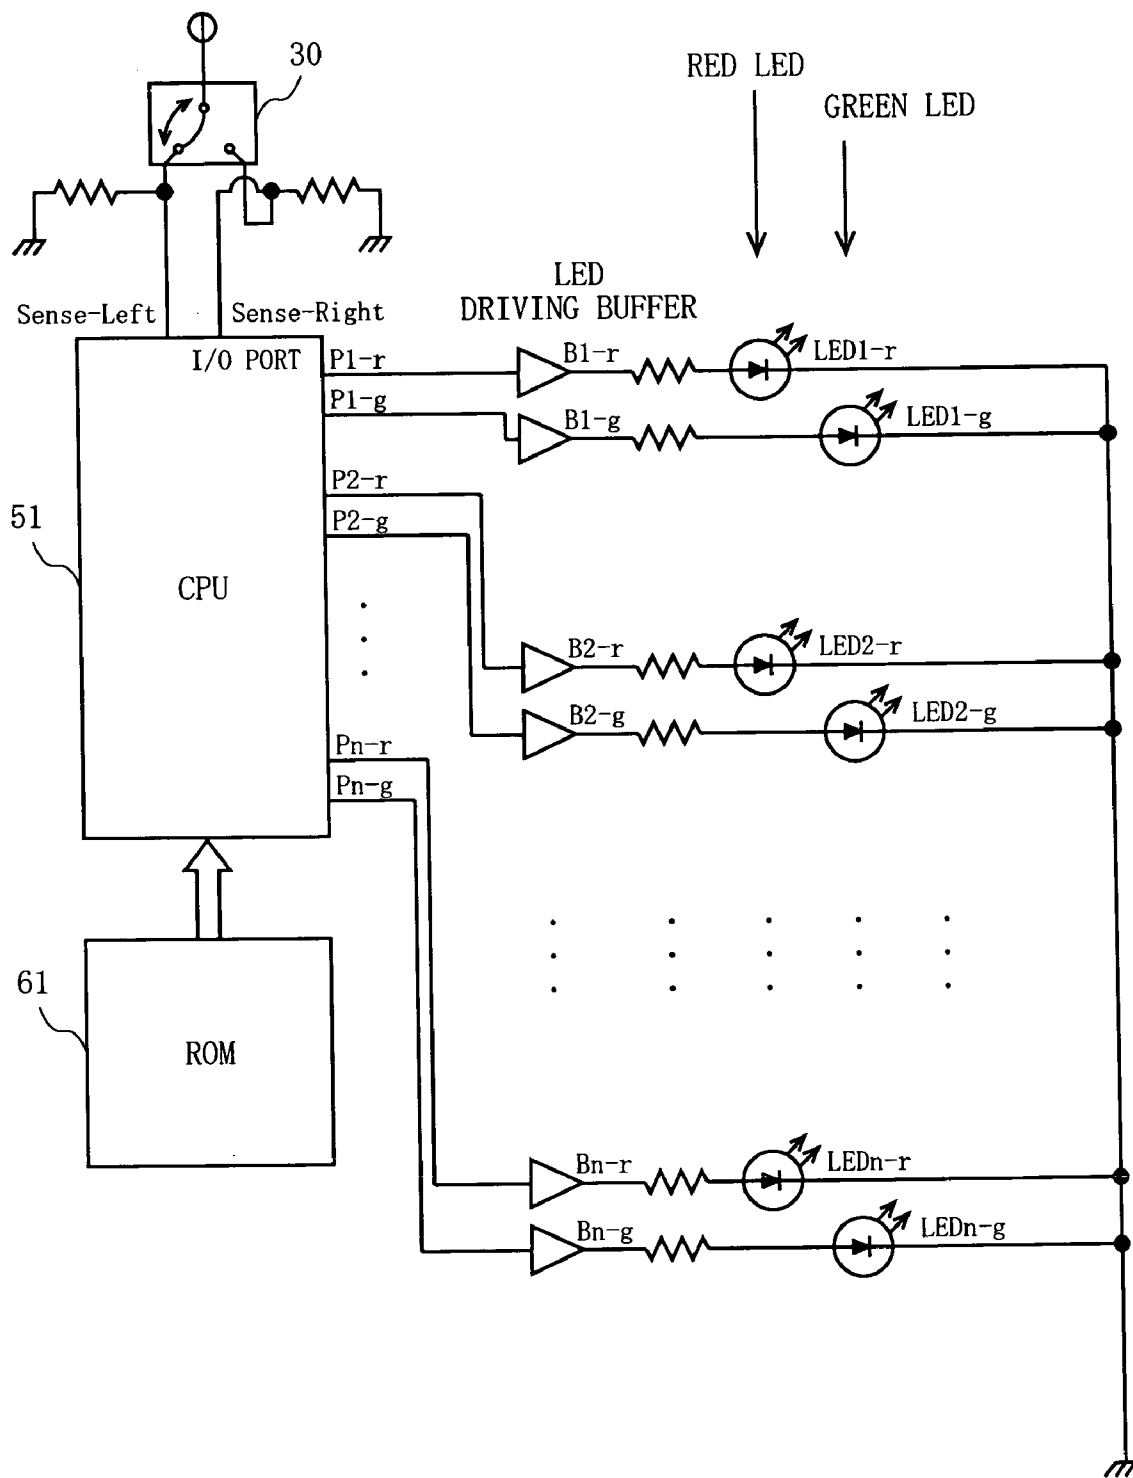 30
RED LED
GREEN LED
LED
DRIVING BUFFER
Sense-Left
Sense-Right
I/O PORT
P1-r
B1-r
LED1-r
P1-g
B1-g
LED1-g
P2-r
P2-g
51
CPU
B2-r
LED2-r
B2-g
LED2-g
Pn-r
Pn-g
61
ROM
Bn-r
LEDn-r
Bn-g
LEDn-g